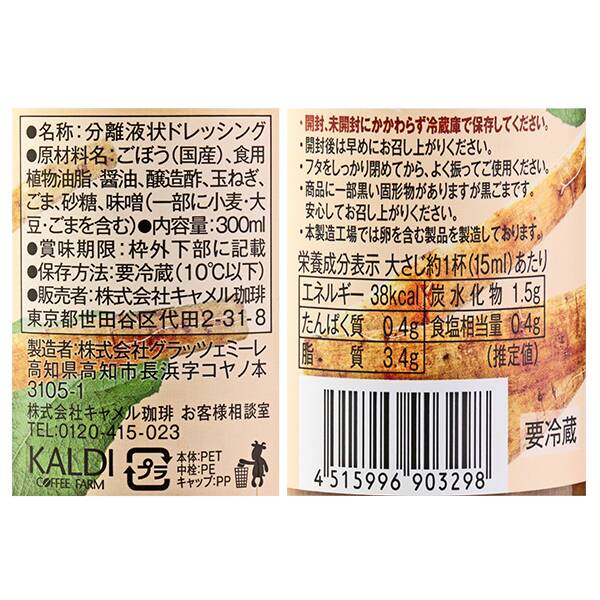 ●名称:分離液状ドレッシング
●原材料名:ごぼう(国産)、食用
植物油脂、醤油、醸造酢、玉ねぎ、
ごま、砂糖、味噌(一部に小麦・大
豆・ごまを含む)●内容量:300ml
●賞味期限:枠外下部に記載
●保存方法:要冷蔵(10℃以下)
●販売者:株式会社キャメル珈琲
東京都世田谷区代田2-31-8
製造者:株式会社グラッツェミーレ
高知県高知市長浜字コヤノ本
3105-1
株式会社キャメル珈琲 お客様相談室
TEL:0120-415-023
KALDI
COFFEE FARM
プラ
本体:PET
中栓:PE
キャップ:PP
・開封、未開封にかかわらず冷蔵庫で保存してください。
・開封後は早めにお召し上がりください。
・フタをしっかり閉めてから、よく振ってご使用ください。
・商品に一部黒い固形物がありますが黒ごまです。
安心してお召し上がりください。
・本製造工場では卵を含む製品を製造しております。
栄養成分表示 大さじ約1杯(15ml)あたり
エネルギー 38kcal 炭水化物 1.5g
たんぱく質 0.4g 食塩相当量 0.4g
脂質 3.4g (推定値)
要冷蔵
4 515996 903298